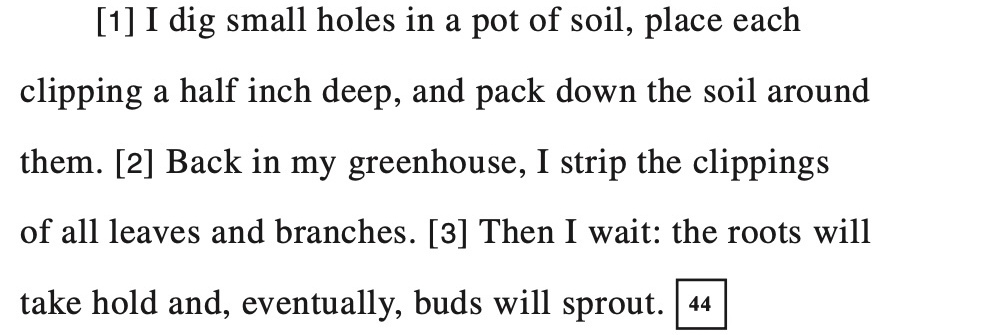 [1] I dig small holes in a pot of soil, place each
clipping a half inch deep, and pack down the soil around
them. [2] Back in my greenhouse, I strip the clippings
of all leaves and branches. [3] Then I wait: the roots will
take hold and, eventually, buds will sprout. 44